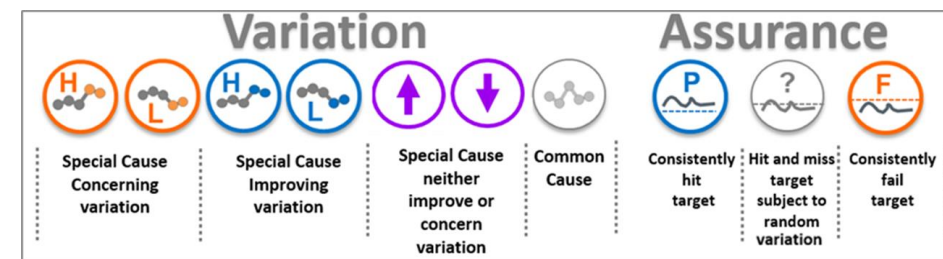 Variation
Assurance
H
L
H
L
P
?
F
Special Cause
Concerning
variation
Special Cause
Improving
variation
Special Cause
neither
improve or
concern
variation
Common
Cause
Consistently
hit
target
Hit and miss
target
subject to
random
variation
Consistently
fail
target